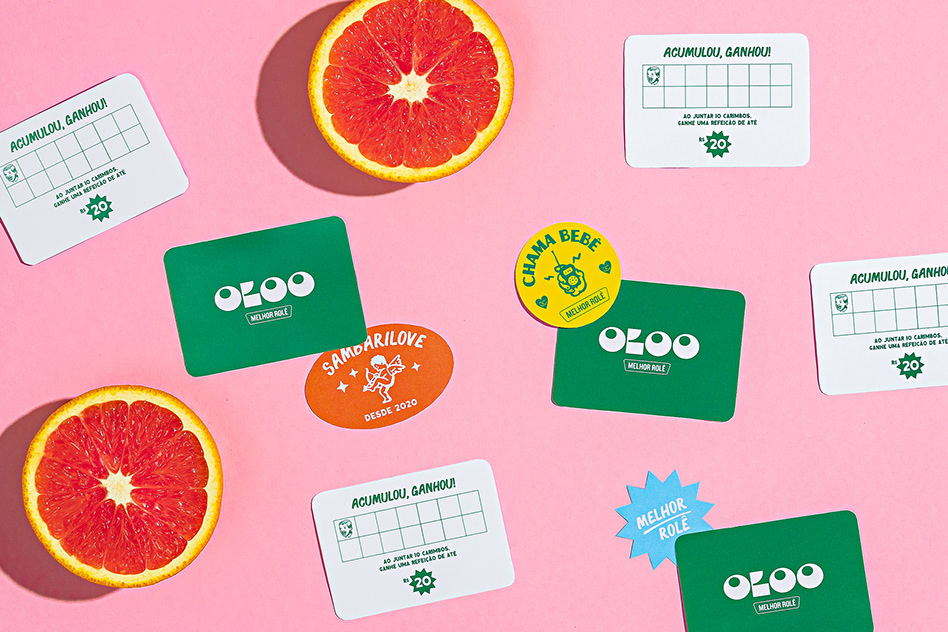 ACUMULOU, GANHOU!
AO JUNTAR 10 CARIMBOS,
GANHE UMA REFEIÇÃO DE ATÉ
R$ 20
ACUMULOU, GANHOU!
AO JUNTAR 10 CARIMBOS,
GANHE UMA REFEIÇÃO DE ATÉ
R$ 20
OLOO
MELHOR ROLÊ
SAMBARILOVE
DESDE 2020
CHAMA BEBÊ
MELHOR ROLÊ
OLOO
MELHOR ROLÊ
ACUMULOU, GANHOU!
AO JUNTAR 10 CARIMBOS,
GANHE UMA REFEIÇÃO DE ATÉ
R$ 20
ACUMULOU, GANHOU!
AO JUNTAR 10 CARIMBOS,
GANHE UMA REFEIÇÃO DE ATÉ
R$ 20
MELHOR
ROLÊ
OLOO
MELHOR ROLÊ